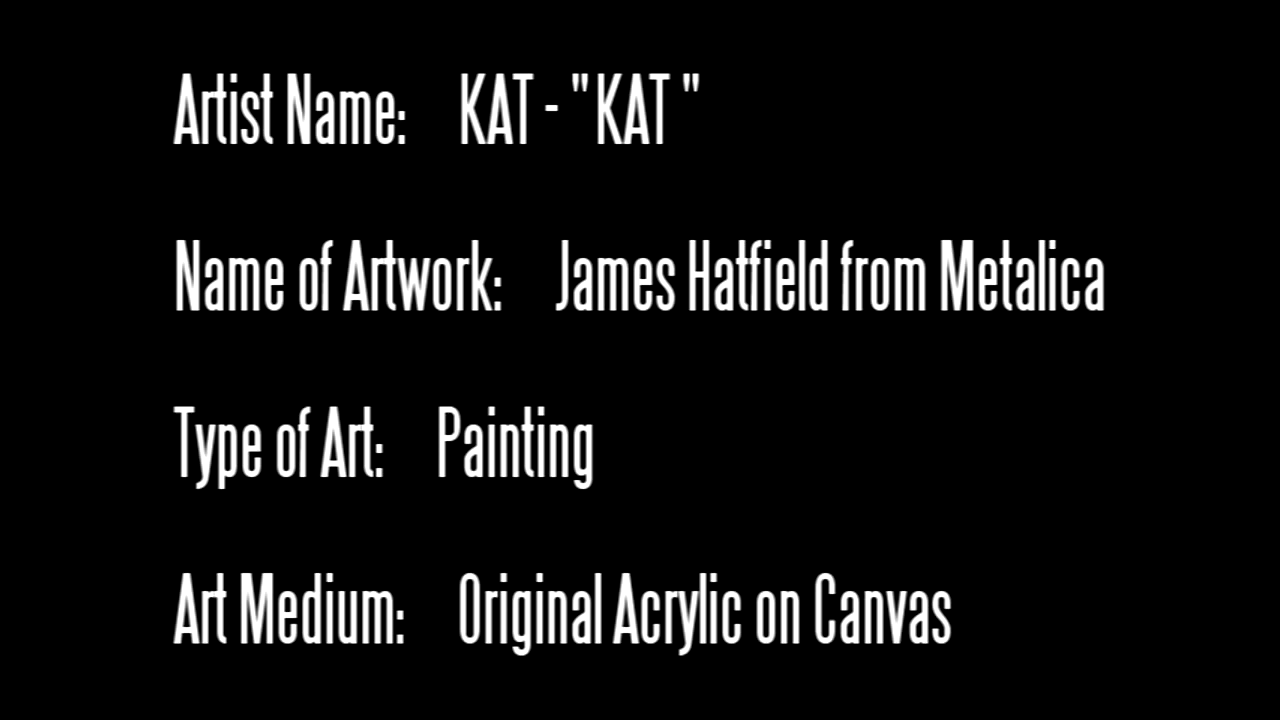 Artist Name: KAT - "KAT "
Name of Artwork: James Hatfield from Metalica
Type of Art: Painting
Art Medium: Original Acrylic on Canvas